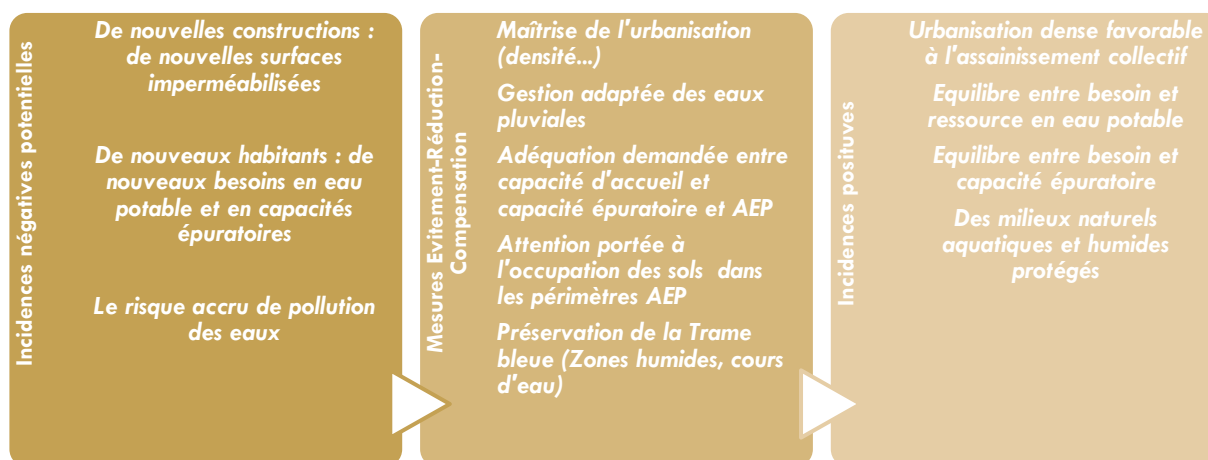 Incidences négatives potentielles
De nouvelles constructions :
de nouvelles surfaces
imperméabilisées
De nouveaux habitants : de
nouveaux besoins en eau
potable et en capacités
épuratoires
Le risque accru de pollution
des eaux
Mesures Evitement-Réduction-
Compensation
Maîtrise de l'urbanisation
(densité...)
Gestion adaptée des eaux
pluviales
Adéquation demandée entre
capacité d'accueil et
capacité épuratoire et AEP
Attention portée à
l'occupation des sols dans
les périmètres AEP
Préservation de la Trame
bleue (Zones humides, cours
d'eau)
Incidences posituves
Urbanisation dense favorable
à l'assainissement collectif
Equilibre entre besoin et
ressource en eau potable
Equilibre entre besoin et
capacité épuratoire
Des milieux naturels
aquatiques et humides
protégés